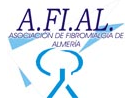 A.FI.AL.
ASOCIACIÓN DE FIBROMIALGIA DE
ALMERÍA